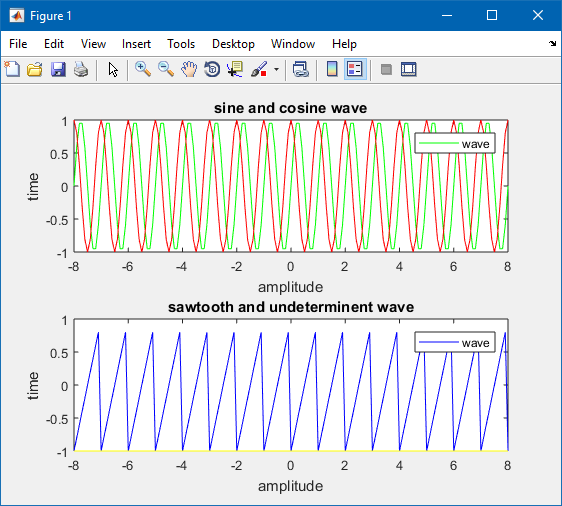 Figure 1
File Edit View Insert Tools Desktop Window Help
sine and cosine wave
1
0.5
0
-0.5
-1
time
wave
-8 -6 -4 -2 0 2 4 6 8
amplitude
sawtooth and undeterminent wave
1
0.5
0
-0.5
-1
time
wave
-8 -6 -4 -2 0 2 4 6 8
amplitude